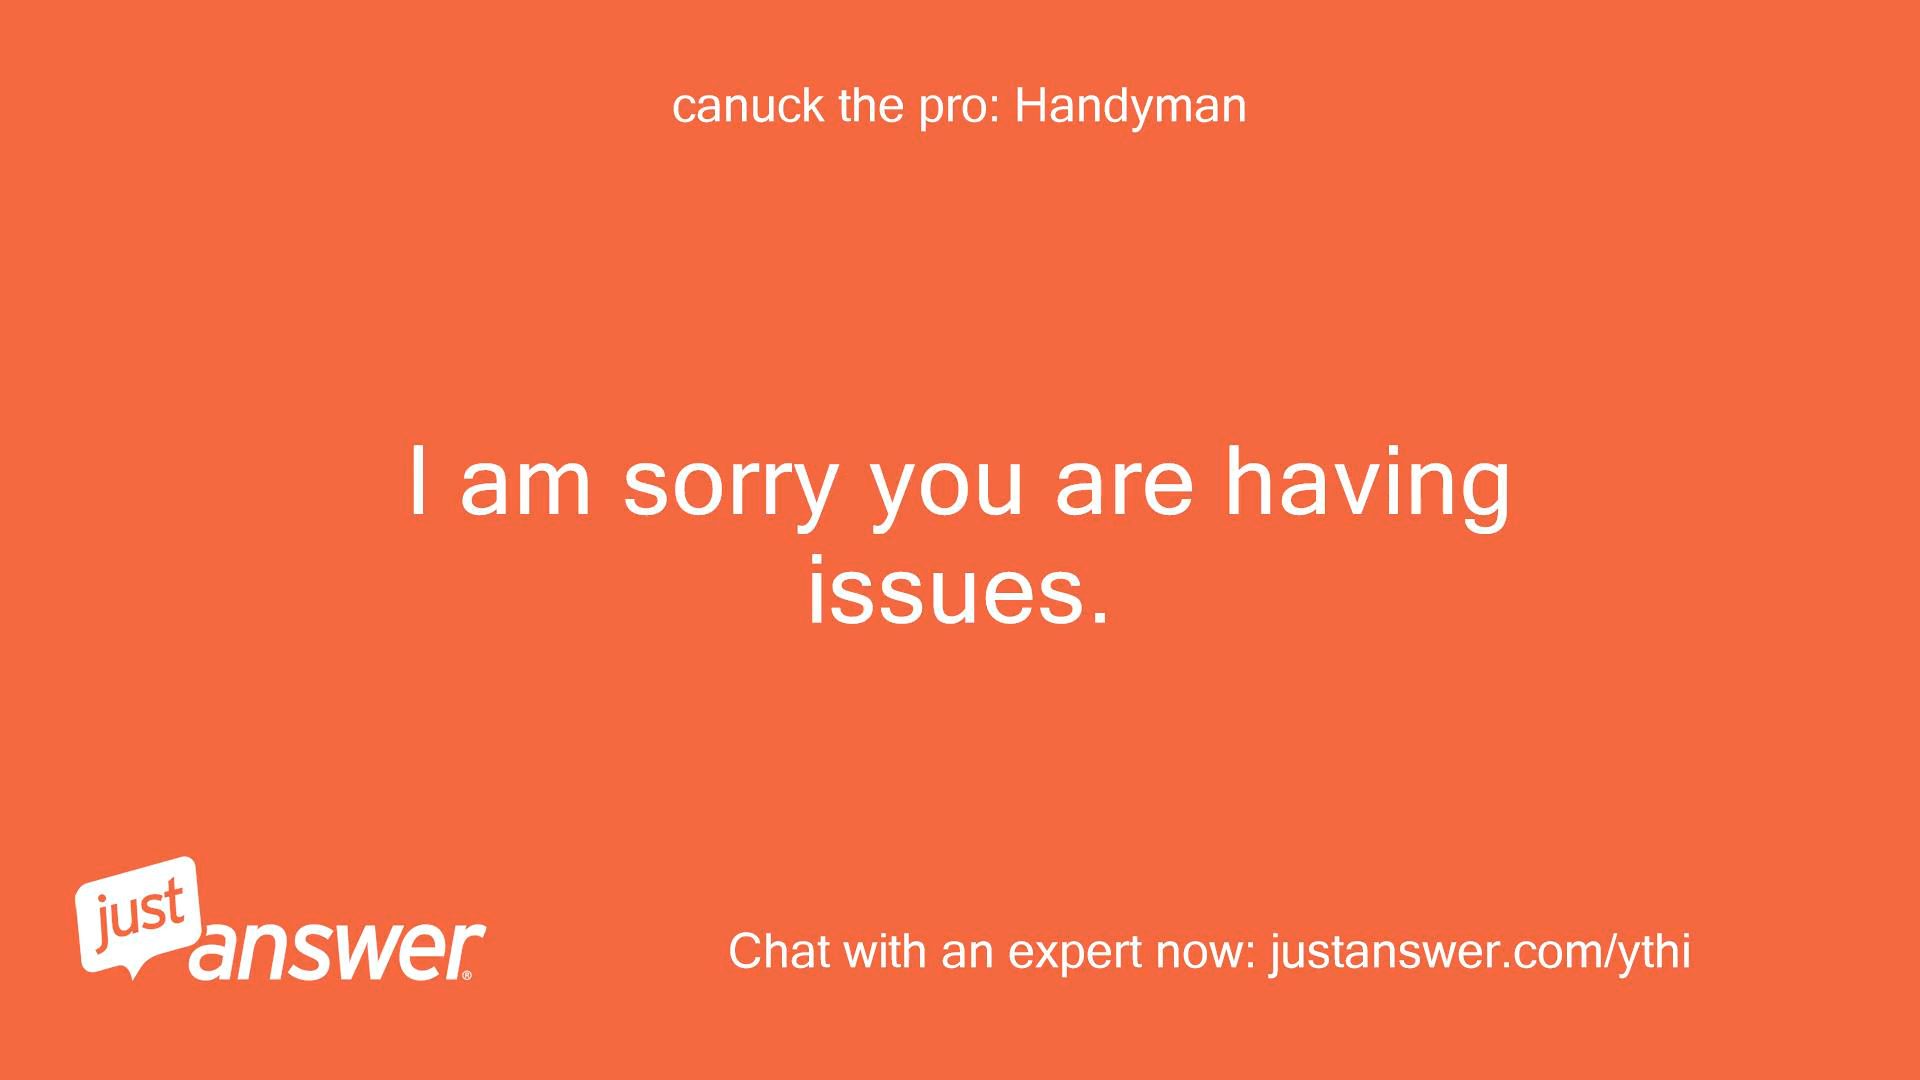 canuck the pro: Handyman
I am sorry you are having
issues.
just
answer®
Chat with an expert now: justanswer.com/ythi